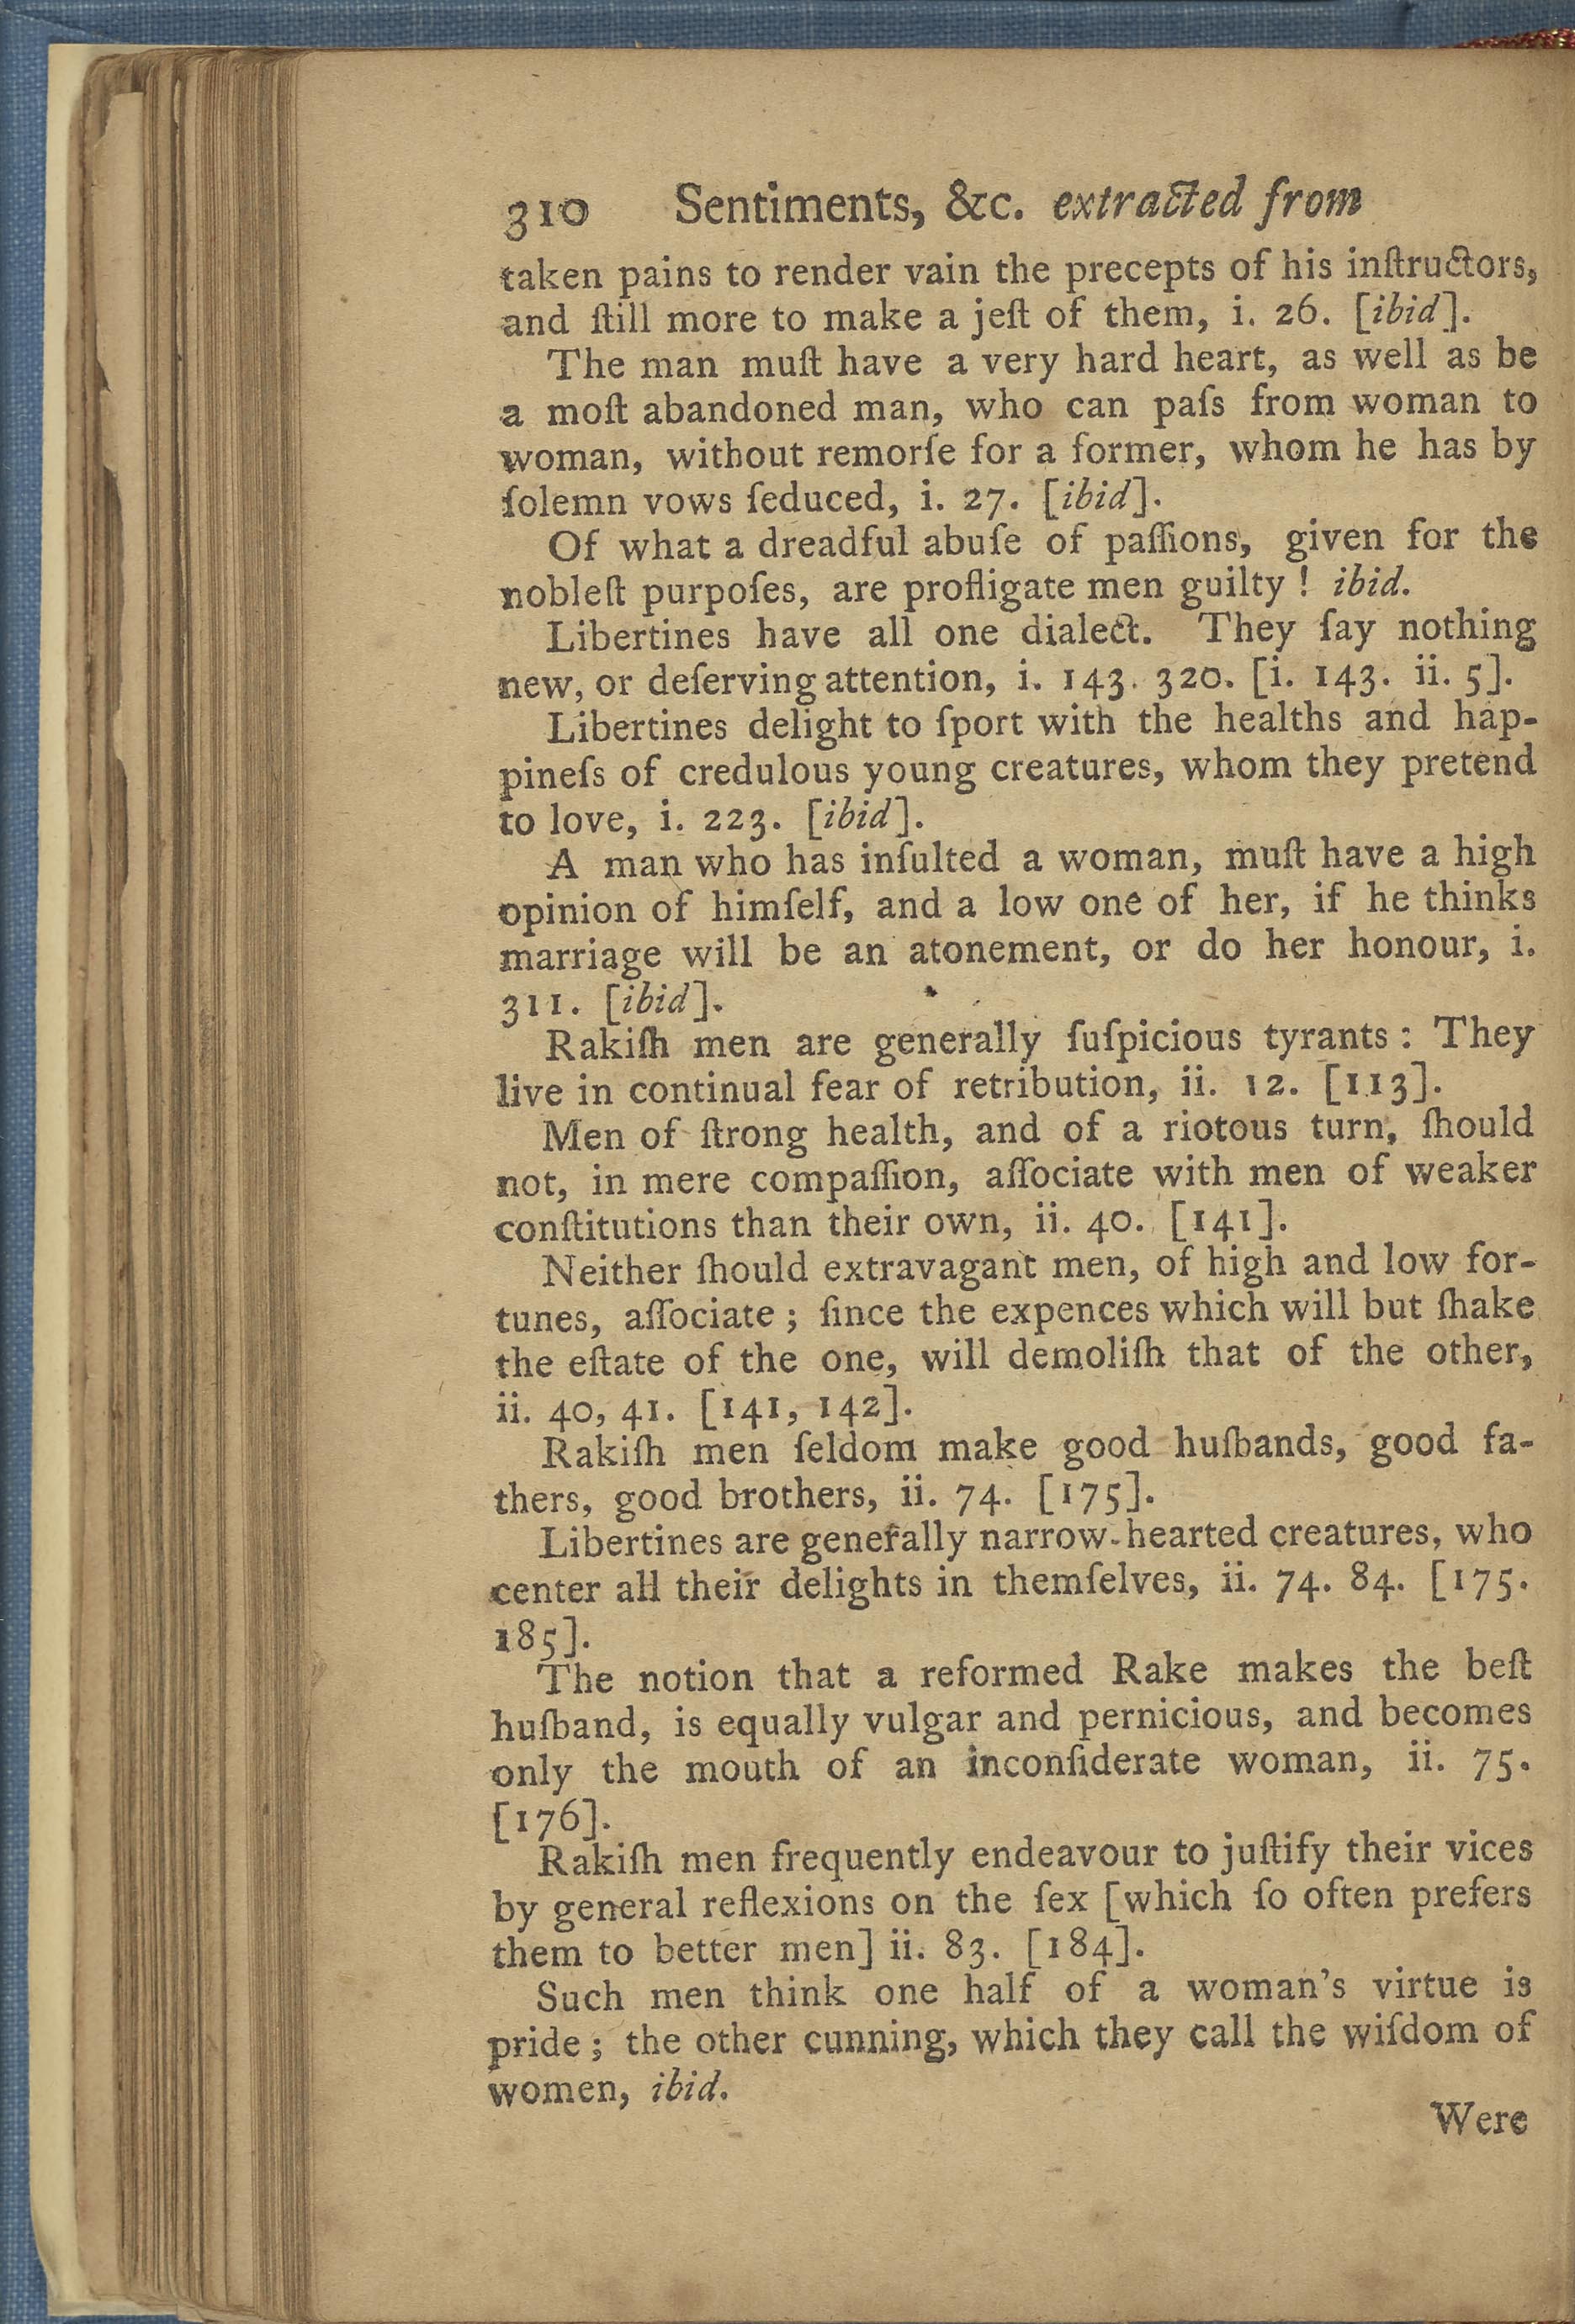 310 Sentiments, &c. extracted from
taken pains to render vain the precepts of his inſtructors,
and ſtill more to make a jeſt of them, i. 26. [ibid].
The man muſt have a very hard heart, as well as be
a moſt abandoned man, who can paſs from woman to
woman, without remorſe for a former, whom he has by
ſolemn vows ſeduced, i. 27. [ibid].
Of what a dreadful abuſe of paſſions, given for the
nobleſt purpoſes, are profligate men guilty! ibid.
Libertines have all one dialect. They ſay nothing
new, or deſerving attention, i. 143. 320. [i. 143. ii. 5].
Libertines delight to ſport with the healths and hap-
pineſs of credulous young creatures, whom they pretend
to love, i. 223. [ibid].
A man who has inſulted a woman, muſt have a high
opinion of himſelf, and a low one of her, if he thinks
marriage will be an atonement, or do her honour, i.
311. [ibid].
Rakiſh men are generally ſuſpicious tyrants: They
live in continual fear of retribution, ii. 12. [113].
Men of ſtrong health, and of a riotous turn, ſhould
not, in mere compaſſion, aſſociate with men of weaker
conſtitutions than their own, ii. 40. [141].
Neither ſhould extravagant men, of high and low for-
tunes, aſſociate; ſince the expences which will but ſhake
the eſtate of the one, will demoliſh that of the other,
ii. 40, 41. [141, 142].
Rakiſh men ſeldom make good huſbands, good fa-
thers, good brothers, ii. 74. [175].
Libertines are generally narrow-hearted creatures, who
center all their delights in themſelves, ii. 74. 84. [175.
185].
The notion that a reformed Rake makes the beſt
huſband, is equally vulgar and pernicious, and becomes
only the mouth of an inconſiderate woman, ii. 75.
[176].
Rakiſh men frequently endeavour to juſtify their vices
by general reflexions on the ſex [which ſo often prefers
them to better men] ii. 83. [184].
Such men think one half of a woman's virtue is
pride; the other cunning, which they call the wiſdom of
women, ibid.
Were